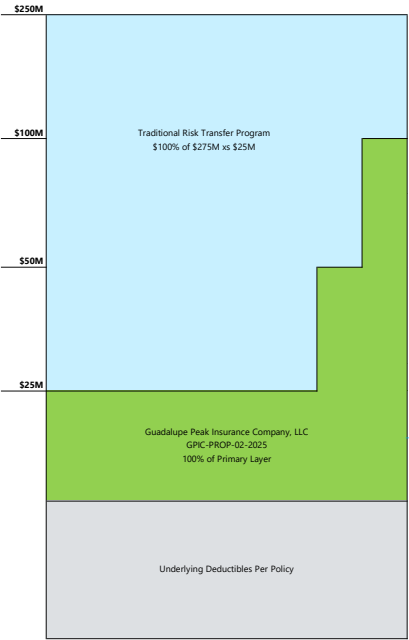 $250M
$100M
Traditional Risk Transfer Program
$100% of $275M xs $25M
$50M
$25M
Guadalupe Peak Insurance Company, LLC
GPIC-PROP-02-2025
100% of Primary Layer
Underlying Deductibles Per Policy